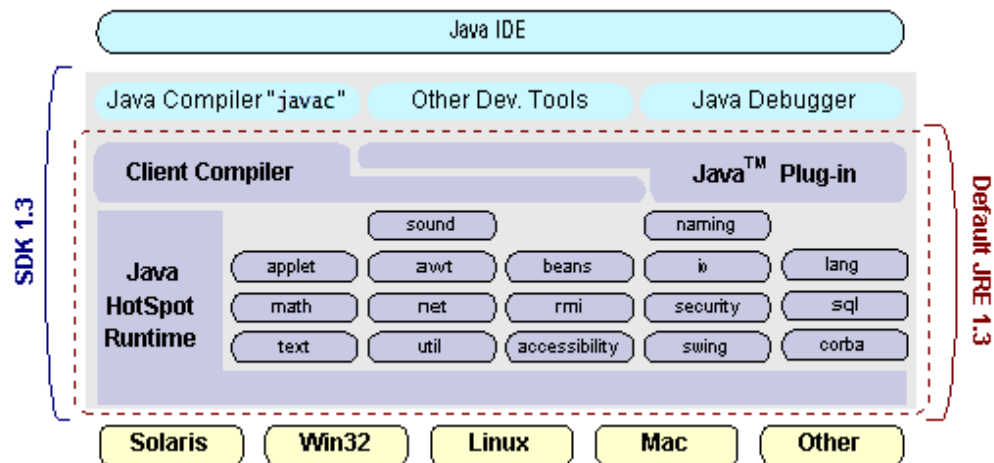 Java IDE
Java Compiler "javac"
Other Dev. Tools
Java Debugger
SDK 1.3
Default JRE 1.3
Client Compiler
Java™ Plug-in
Java
HotSpot
Runtime
sound
naming
applet
awt
beans
io
lang
math
net
rmi
security
sql
text
util
accessibility
swing
corba
Solaris
Win32
Linux
Mac
Other